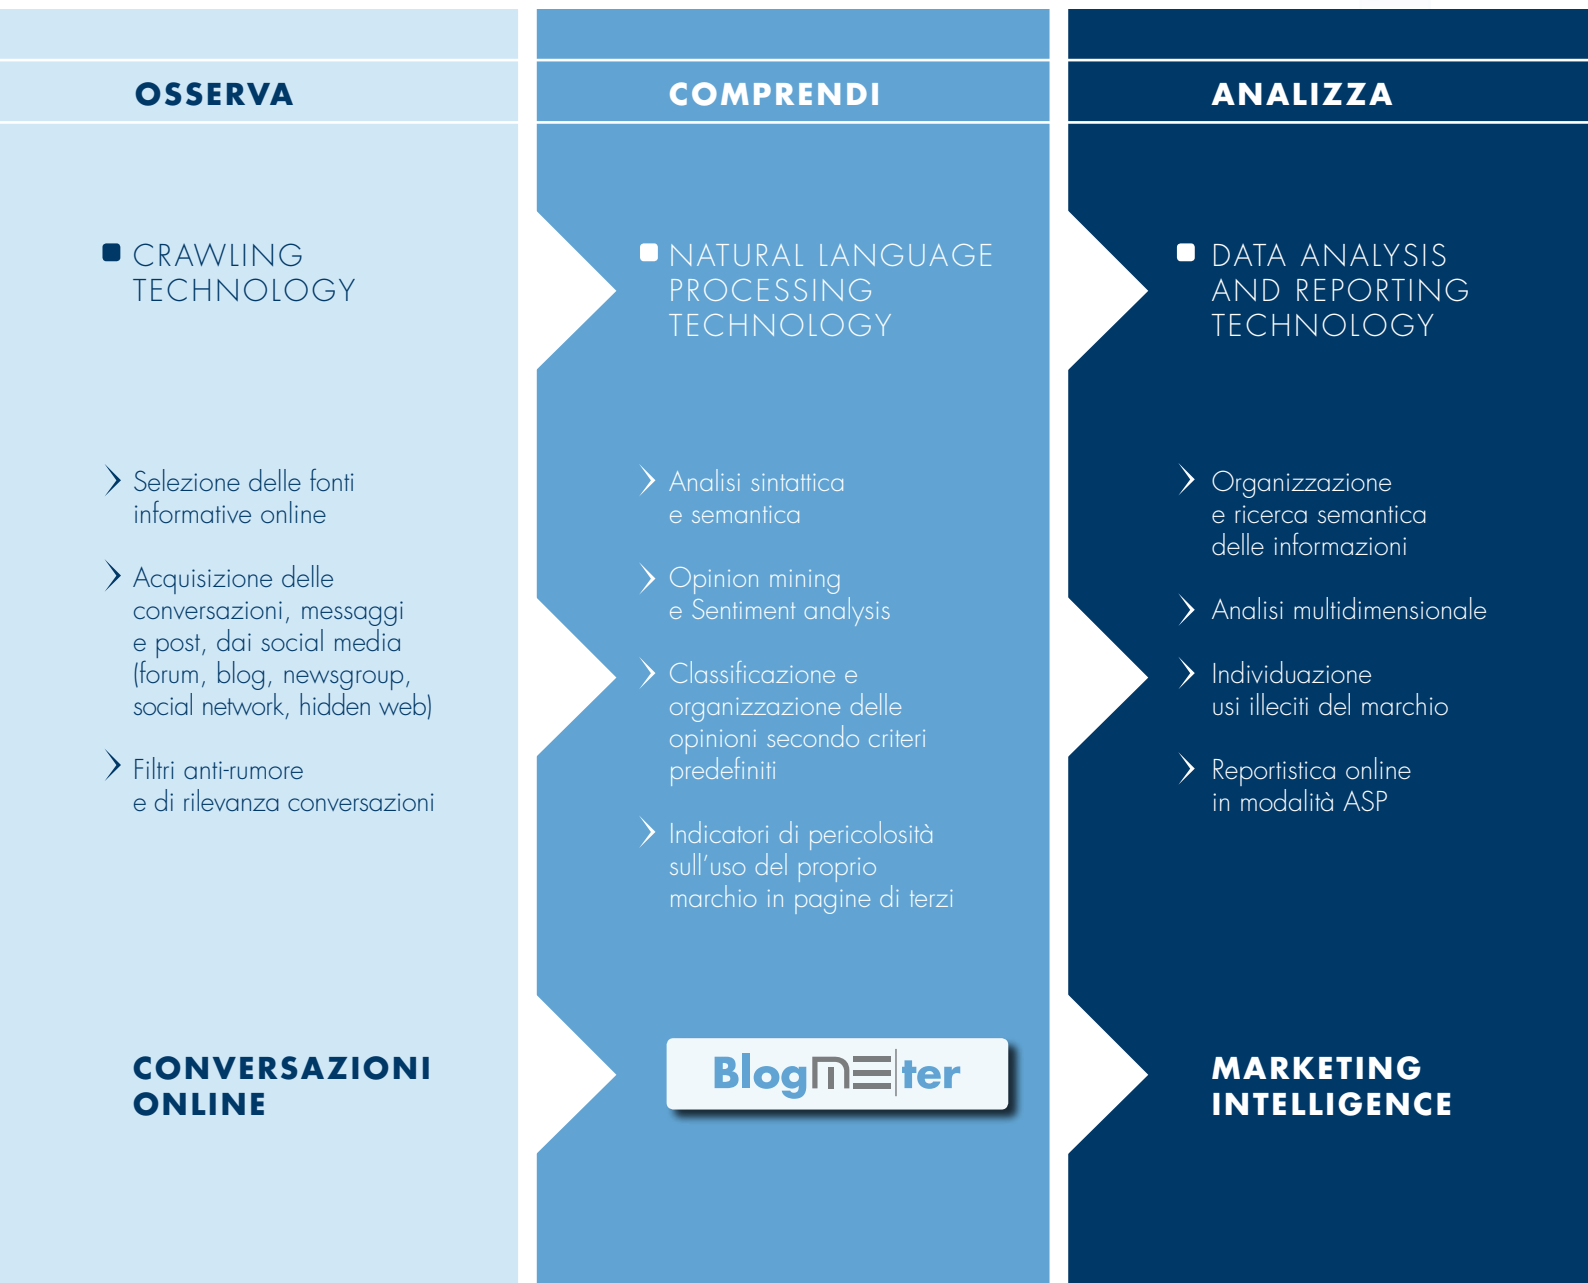 OSSERVA
CRAWLING
TECHNOLOGY
Selezione delle fonti
informative online
Acquisizione delle
conversazioni, messaggi
e post, dai social media
(forum, blog, newsgroup,
social network, hidden web)
Filtri anti-rumore
e di rilevanza conversazioni
CONVERSAZIONI
ONLINE
COMPRENDI
NATURAL LANGUAGE
PROCESSING
TECHNOLOGY
Analisi sintattica
e semantica
Opinion mining
e Sentiment analysis
Classificazione e
organizzazione delle
opinioni secondo criteri
predefiniti
Indicatori di pericolosità
sull'uso del proprio
marchio in pagine di terzi
Blogmeter
ANALIZZA
DATA ANALYSIS
AND REPORTING
TECHNOLOGY
Organizzazione
e ricerca semantica
delle informazioni
Analisi multidimensionale
Individuazione
usi illeciti del marchio
Reportistica online
in modalità ASP
MARKETING
INTELLIGENCE